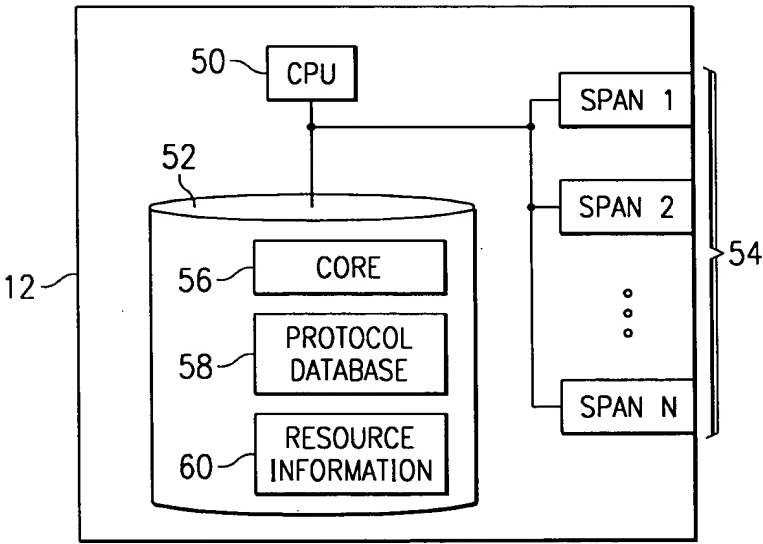 50
CPU
SPAN 1
52
SPAN 2
54
12
56
CORE
58
PROTOCOL
DATABASE
SPAN N
60
RESOURCE
INFORMATION